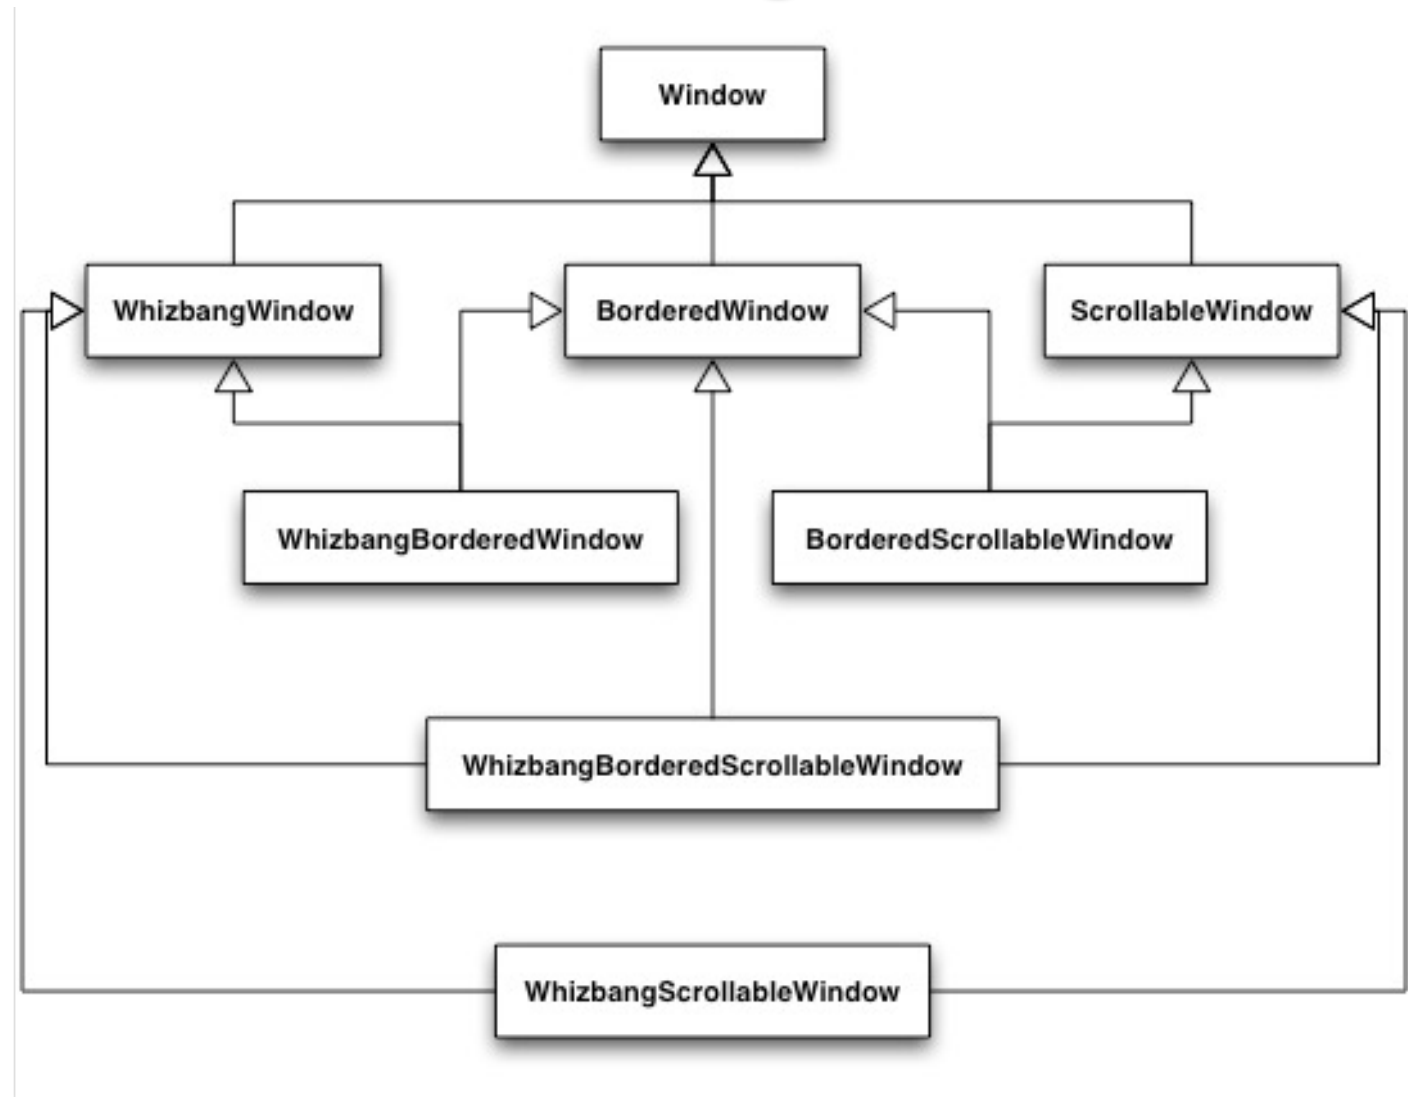 Window
WhizbangWindow
BorderedWindow
ScrollableWindow
WhizbangBorderedWindow
BorderedScrollableWindow
WhizbangBorderedScrollableWindow
WhizbangScrollableWindow